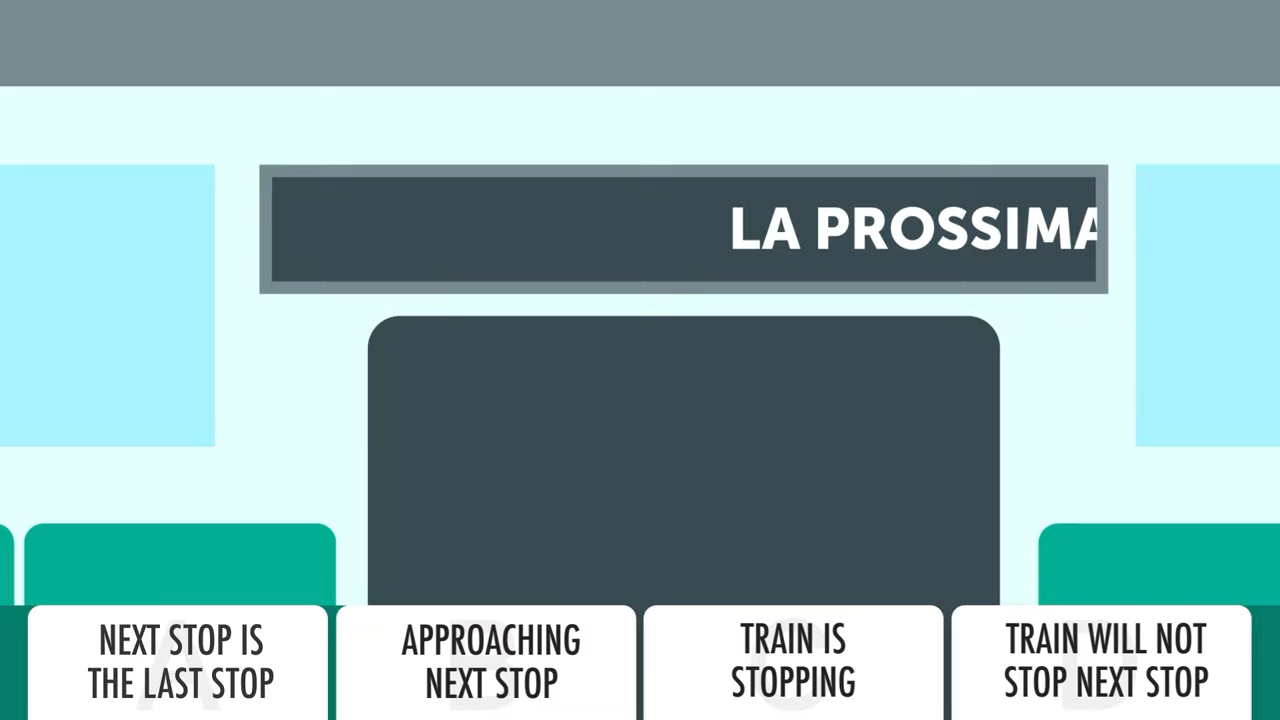 LA PROSSIMA
NEXT STOP IS
THE LAST STOP
APPROACHING
NEXT STOP
TRAIN IS
STOPPING
TRAIN WILL NOT
STOP NEXT STOP
A
B
C
D